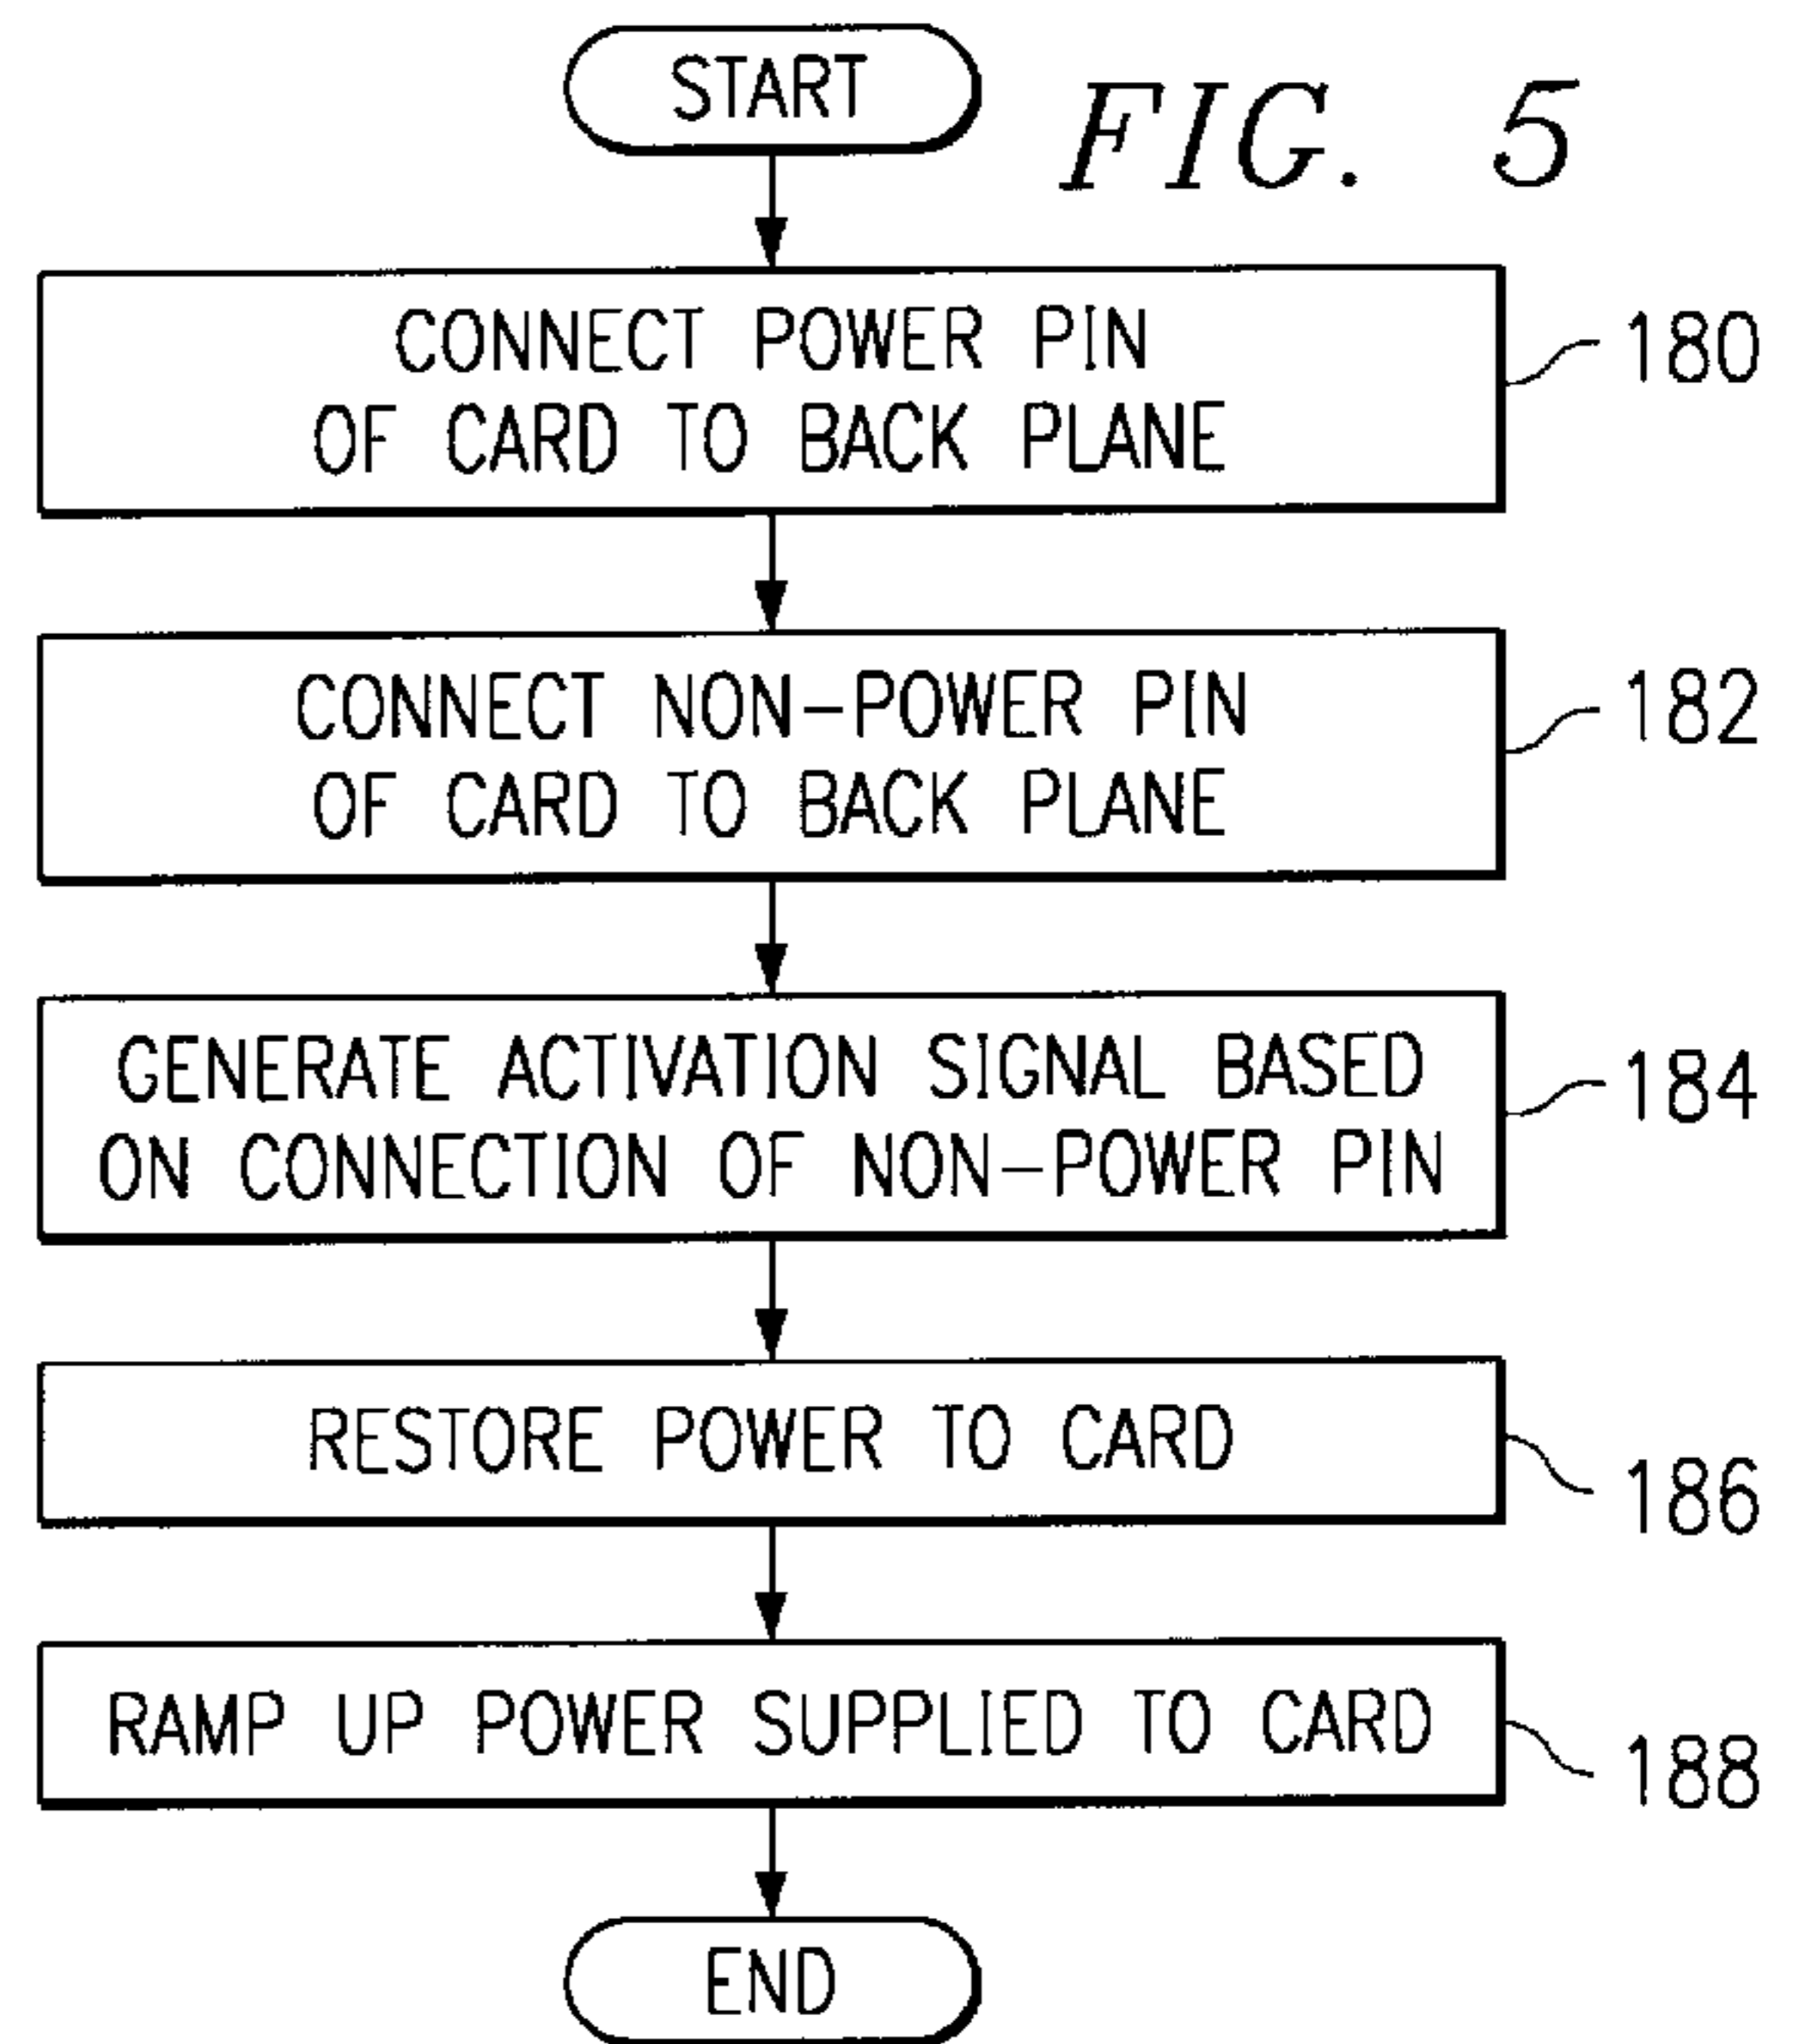 START
FIG. 5
CONNECT POWER PIN
OF CARD TO BACK PLANE
180
CONNECT NON-POWER PIN
OF CARD TO BACK PLANE
182
GENERATE ACTIVATION SIGNAL BASED
ON CONNECTION OF NON-POWER PIN
184
RESTORE POWER TO CARD
186
RAMP UP POWER SUPPLIED TO CARD
188
END